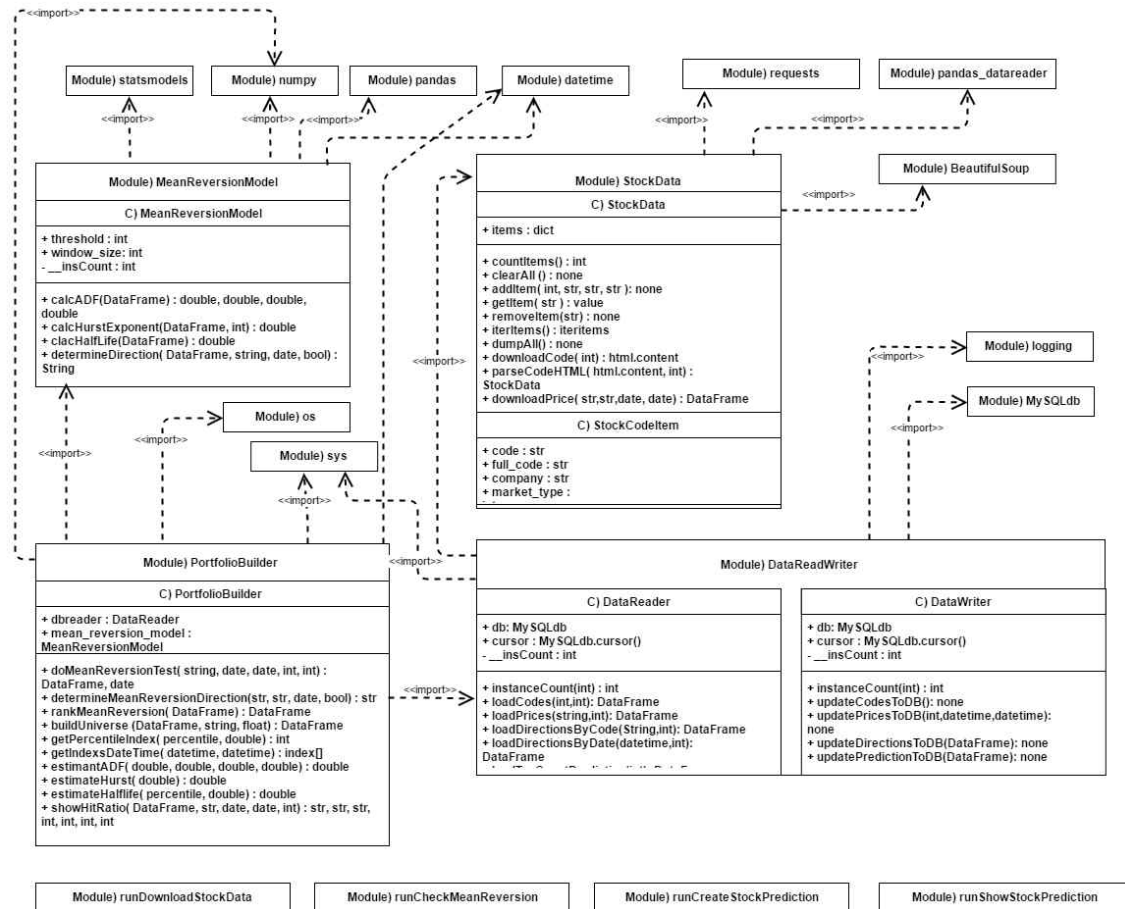 <<import>>
Module) statsmodels
Module) numpy
Module) pandas
Module) datetime
Module) requests
Module) pandas_datareader
<<import>>
<<import>>
<<import>>
<<import>>
<<import>>
<<import>>
Module) MeanReversionModel
C) MeanReversionModel
+ threshold : int
+ window_size: int
- __insCount : int
+ calcADF(DataFrame) : double, double, double,
double
+ calcHurstExponent(DataFrame, int) : double
+ clacHalfLife(DataFrame) : double
+ determineDirection( DataFrame, string, date, bool) :
String
Module) StockData
C) StockData
+ items : dict
+ countItems() : int
+ clearAll () : none
+ addItem( int, str, str, str ): none
+ getItem( str ) : value
+ removeItem(str) : none
+ iterItems() : iteritems
+ dumpAll() : none
+ downloadCode( int) : html.content
+ parseCodeHTML( html.content, int) :
StockData
+ downloadPrice( str,str,date, date) : DataFrame
C) StockCodeItem
+ code : str
+ full_code : str
+ company : str
+ market_type :
Module) BeautifulSoup
<<import>>
<<import>>
Module) logging
<<import>>
Module) MySQLdb
<<import>>
Module) os
<<import>>
Module) sys
<<import>>
<<import>>
<<import>>
<<import>>
<<import>>
Module) PortfolioBuilder
C) PortfolioBuilder
+ dbreader : DataReader
+ mean_reversion_model :
MeanReversionModel
+ doMeanReversionTest( string, date, date, int, int) :
DataFrame, date
+ determineMeanReversionDirection(str, str, date, bool) : str
+ rankMeanReversion( DataFrame) : DataFrame
+ buildUniverse (DataFrame, string, float) : DataFrame
+ getPercentileIndex( percentile, double) : int
+ getIndexsDateTime( datetime, datetime) : index[]
+ estimantADF( double, double, double, double) : double
+ estimateHurst( double) : double
+ estimateHalflife( percentile, double) : double
+ showHitRatio( DataFrame, str, date, date, int) : str, str, str,
int, int, int, int
<<import>>
Module) DataReadWriter
C) DataReader
+ db: MySQLdb
+ cursor : MySQLdb.cursor()
- __insCount : int
+ instanceCount(int) : int
+ loadCodes(int,int): DataFrame
+ loadPrices(string,int): DataFrame
+ loadDirectionsByCode(String,int): DataFrame
+ loadDirectionsByDate(datetime,int):
DataFrame
C) DataWriter
+ db: MySQLdb
+ cursor : MySQLdb.cursor()
- __insCount : int
+ instanceCount(int) : int
+ updateCodesToDB(): none
+ updatePricesToDB(int,datetime,datetime):
none
+ updateDirectionsToDB(DataFrame): none
+ updatePredictionToDB(DataFrame): none
Module) runDownloadStockData
Module) runCheckMeanReversion
Module) runCreateStockPrediction
Module) runShowStockPrediction